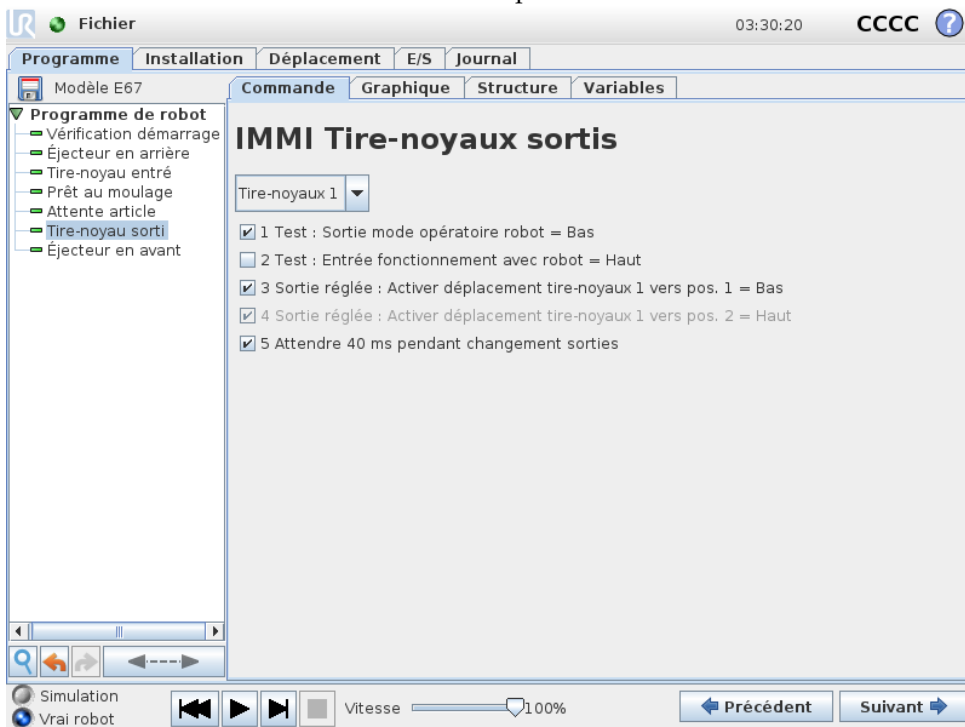 UR Fichier 03:30:20 CCCC ?
Programme Installation Déplacement E/S Journal
Modèle E67
Commande Graphique Structure Variables
Programme de robot
Vérification démarrage
Éjecteur en arrière
Tire-noyau entré
Prêt au moulage
Attente article
Tire-noyau sorti
Éjecteur en avant
IMMI Tire-noyaux sortis
Tire-noyaux 1
1 Test : Sortie mode opératoire robot = Bas
2 Test : Entrée fonctionnement avec robot = Haut
3 Sortie réglée : Activer déplacement tire-noyaux 1 vers pos. 1 = Bas
4 Sortie réglée : Activer déplacement tire-noyaux 1 vers pos. 2 = Haut
5 Attendre 40 ms pendant changement sorties
Simulation
Vrai robot
Vitesse 100%
Précédent Suivant